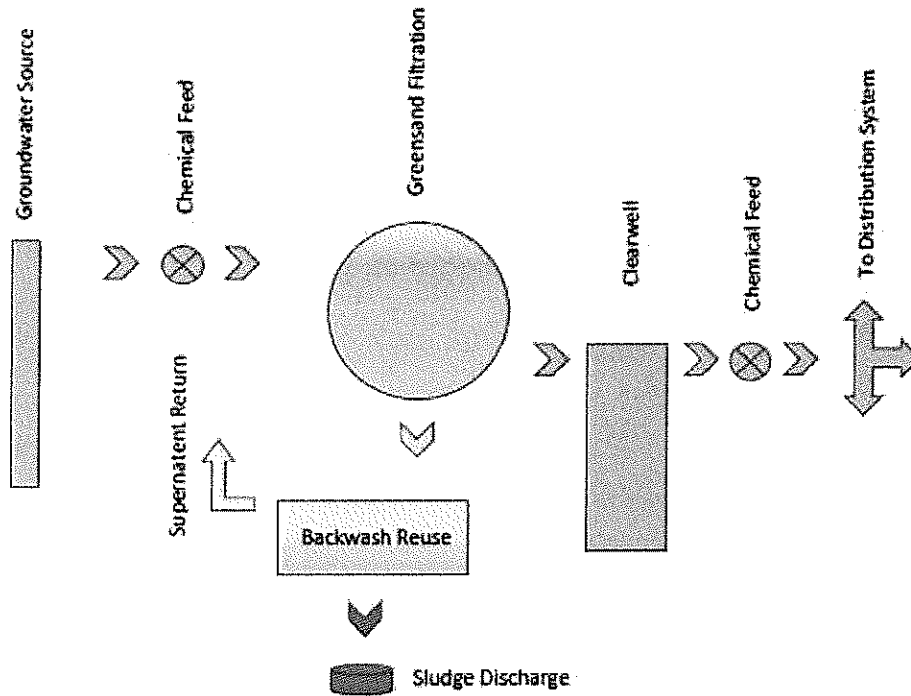 Groundwater Source
Chemical Feed
Greensand Filtration
Supernatent Return
Backwash Reuse
Sludge Discharge
Clearwell
Chemical Feed
To Distribution System